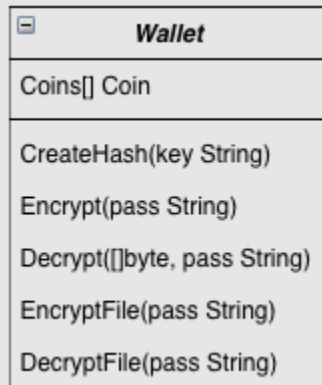 Wallet
Coins[] Coin
CreateHash(key String)
Encrypt(pass String)
Decrypt([]byte, pass String)
EncryptFile(pass String)
DecryptFile(pass String)